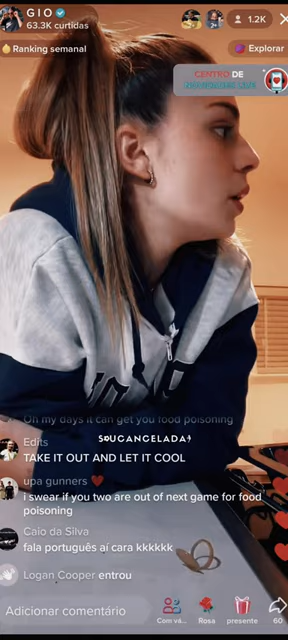 GIO
63.3K curtidas
1.2K
Ranking semanal
Explorar
CENTRO DE
Oh my days it can get you food poisoning
SOUCANCELADA
Edits
TAKE IT OUT AND LET IT COOL
upa gunners
i swear if you two are out of next game for food
poisoning
Caio da Silva
fala português aí cara kkkkkk
Logan Cooper entrou
Adicionar comentário
Com vá...
Rosa
presente
60